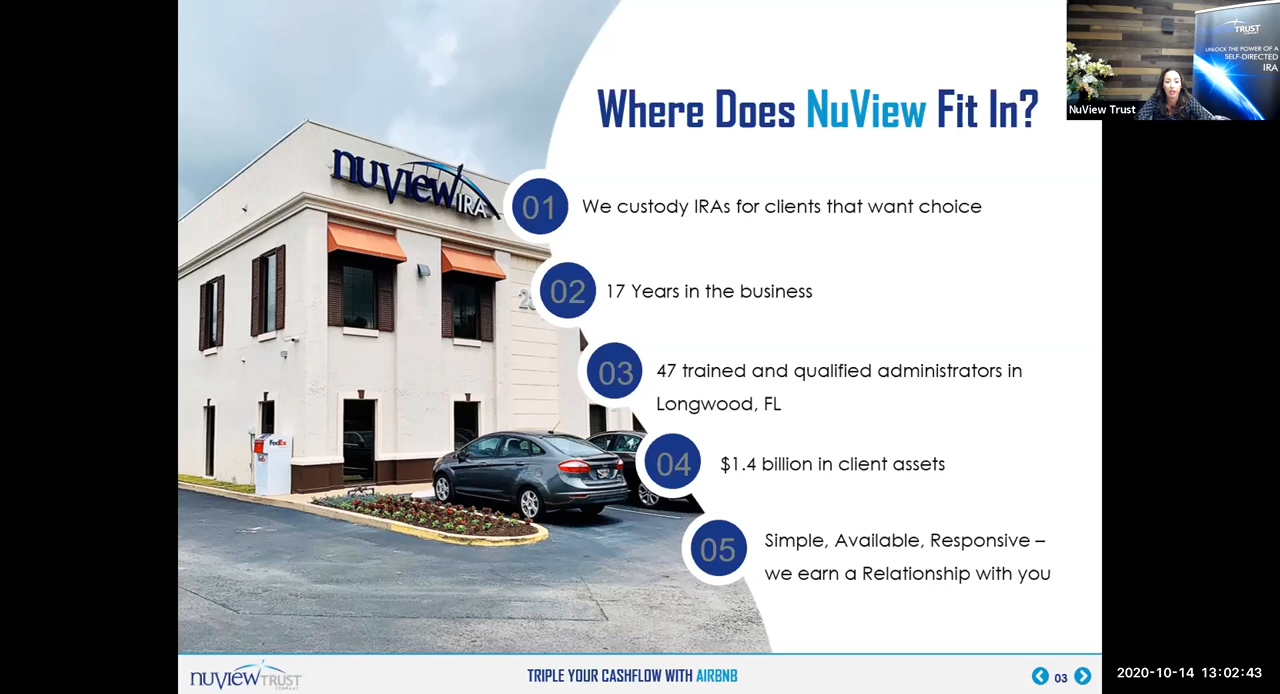 Where Does NuView Fit In?
nuview IRA
01
We custody IRAs for clients that want choice
02
17 Years in the business
03
47 trained and qualified administrators in
Longwood, FL
04
$1.4 billion in client assets
05
Simple, Available, Responsive –
we earn a Relationship with you
FedEx
nuview TRUST
COMPANY
TRIPLE YOUR CASHFLOW WITH AIRBNB
03
TRUST
UNLOCK THE POWER OF A
SELF-DIRECTED
IRA
NuView Trust
2020-10-14 13:02:43